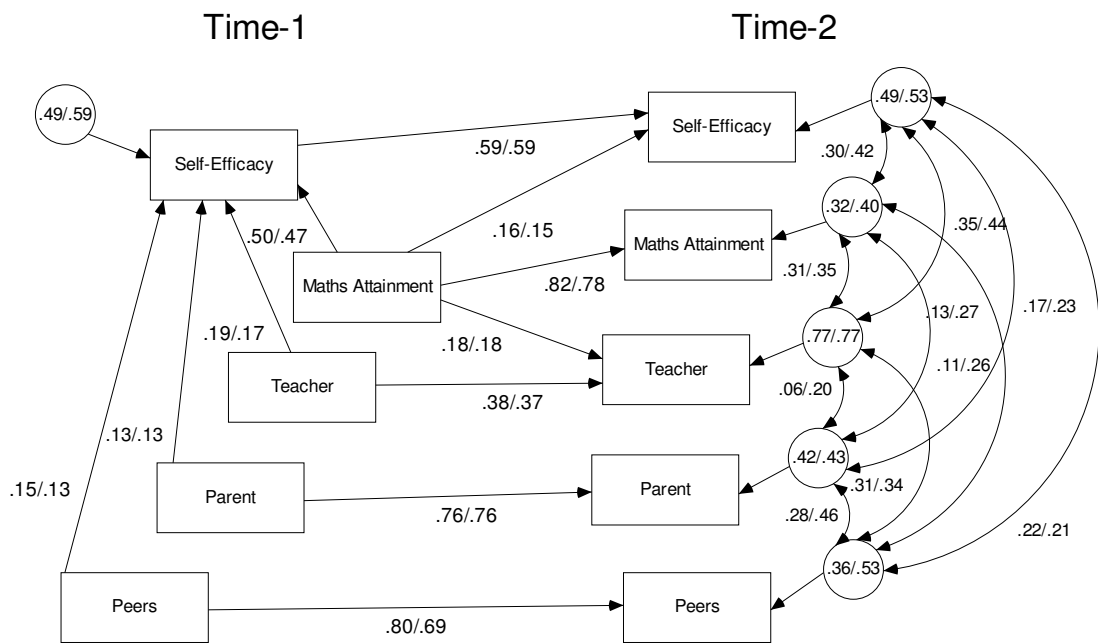 Time-1
Time-2
.49/.59
.49/.53
Self-Efficacy
Self-Efficacy
.59/.59
.30/.42
.32/.40
.50/.47
.16/.15
.35/.44
Maths Attainment
Maths Attainment
.82/.78
.31/.35
.13/.27
.17/.23
.19/.17
.18/.18
.77/.77
.11/.26
Teacher
Teacher
.38/.37
.06/.20
.13/.13
.42/.43
.15/.13
Parent
Parent
.76/.76
.31/.34
.28/.46
.22/.21
.36/.53
Peers
Peers
.80/.69